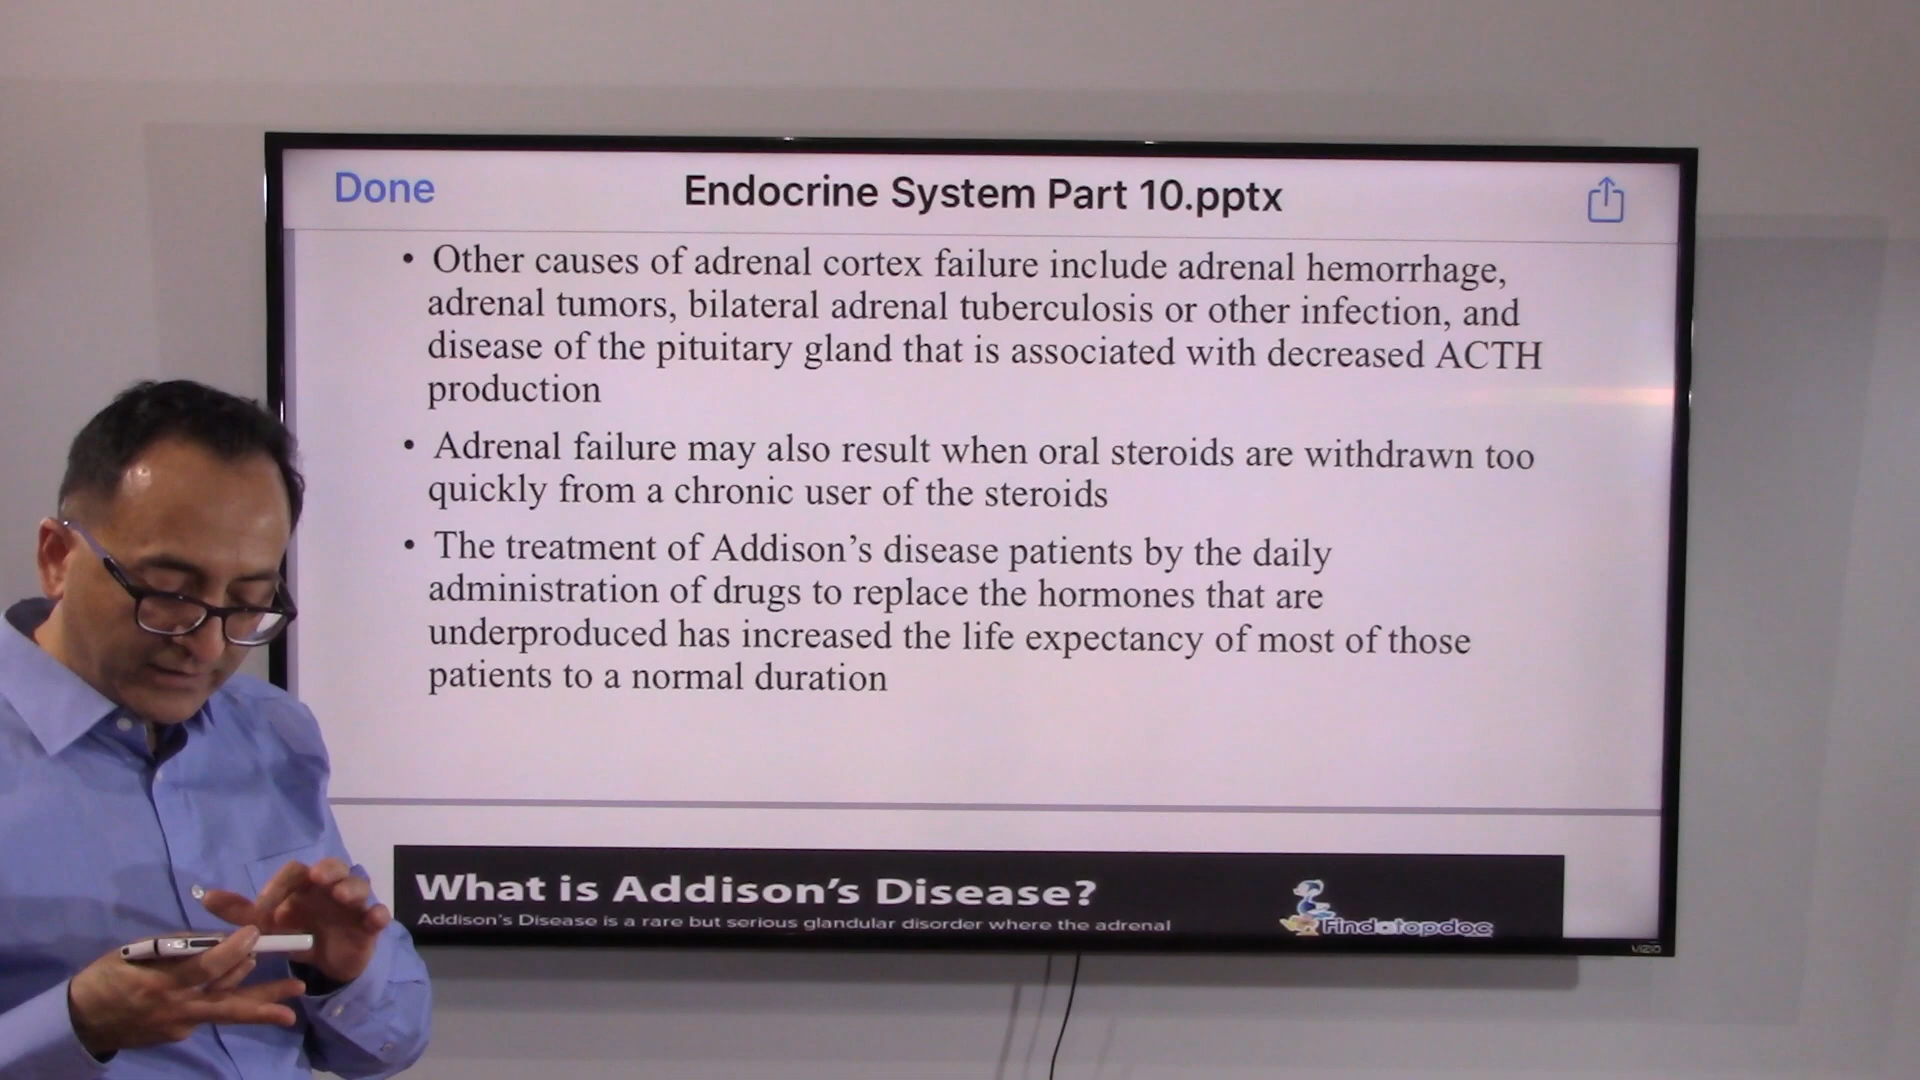 Done
Endocrine System Part 10.pptx
• Other causes of adrenal cortex failure include adrenal hemorrhage,
adrenal tumors, bilateral adrenal tuberculosis or other infection, and
disease of the pituitary gland that is associated with decreased ACTH
production
• Adrenal failure may also result when oral steroids are withdrawn too
quickly from a chronic user of the steroids
• The treatment of Addison’s disease patients by the daily
administration of drugs to replace the hormones that are
underproduced has increased the life expectancy of most of those
patients to a normal duration
What is Addison’s Disease?
Addison’s Disease is a rare but serious glandular disorder where the adrenal
Findatopdoc
VIZIO